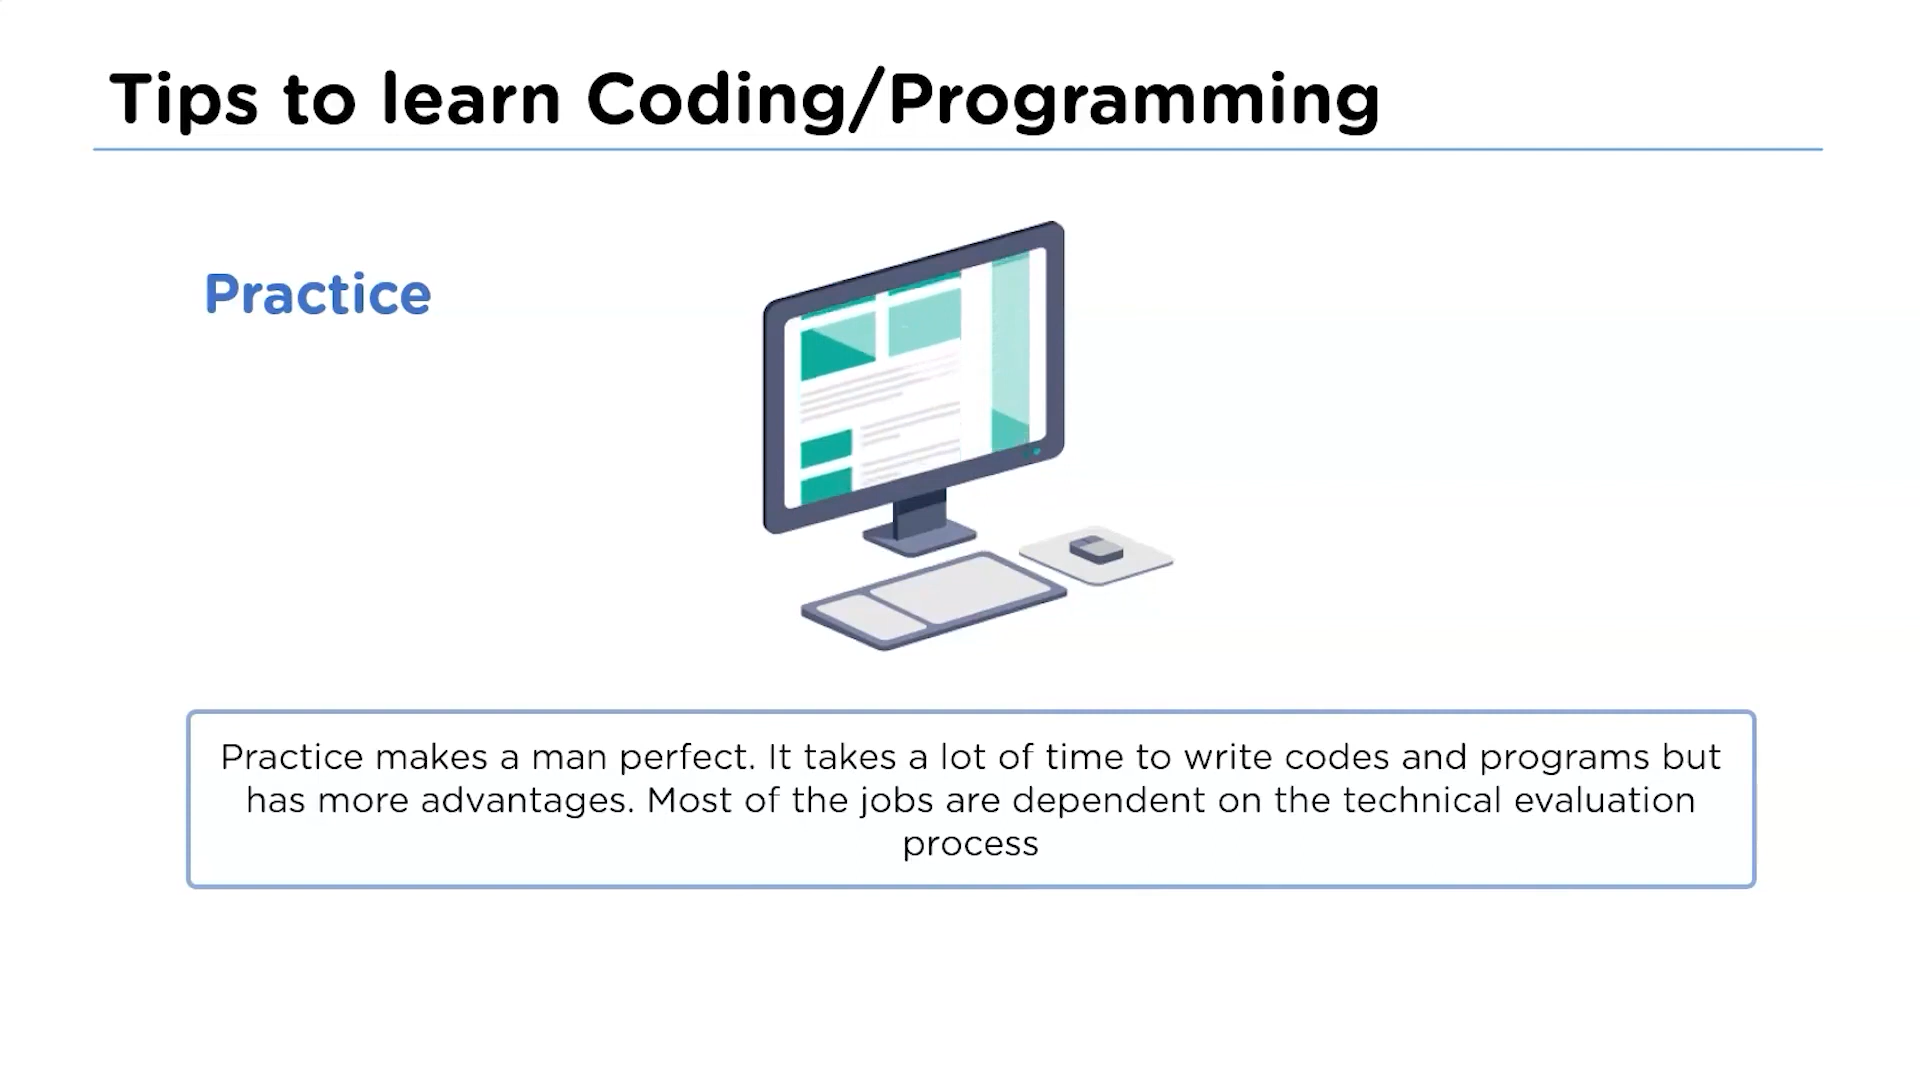 Tips to learn Coding/Programming
Practice
Practice makes a man perfect. It takes a lot of time to write codes and programs but
has more advantages. Most of the jobs are dependent on the technical evaluation
process